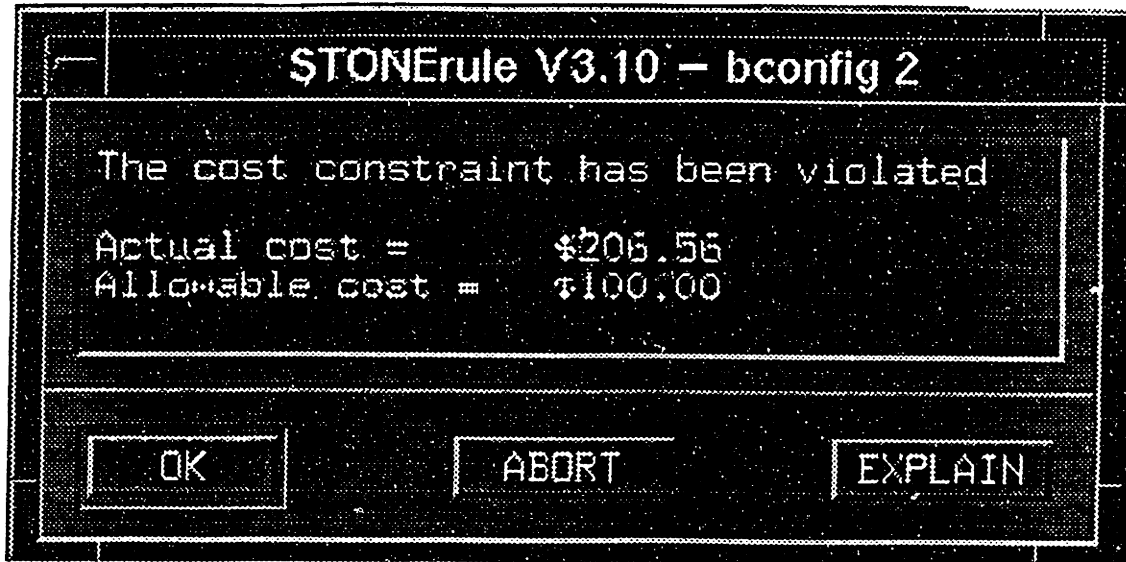 STONErule V3.10 – bconfig 2
The cost constraint has been violated
Actual cost = $206.56
Allowable cost = $100.00
OK ABORT EXPLAIN